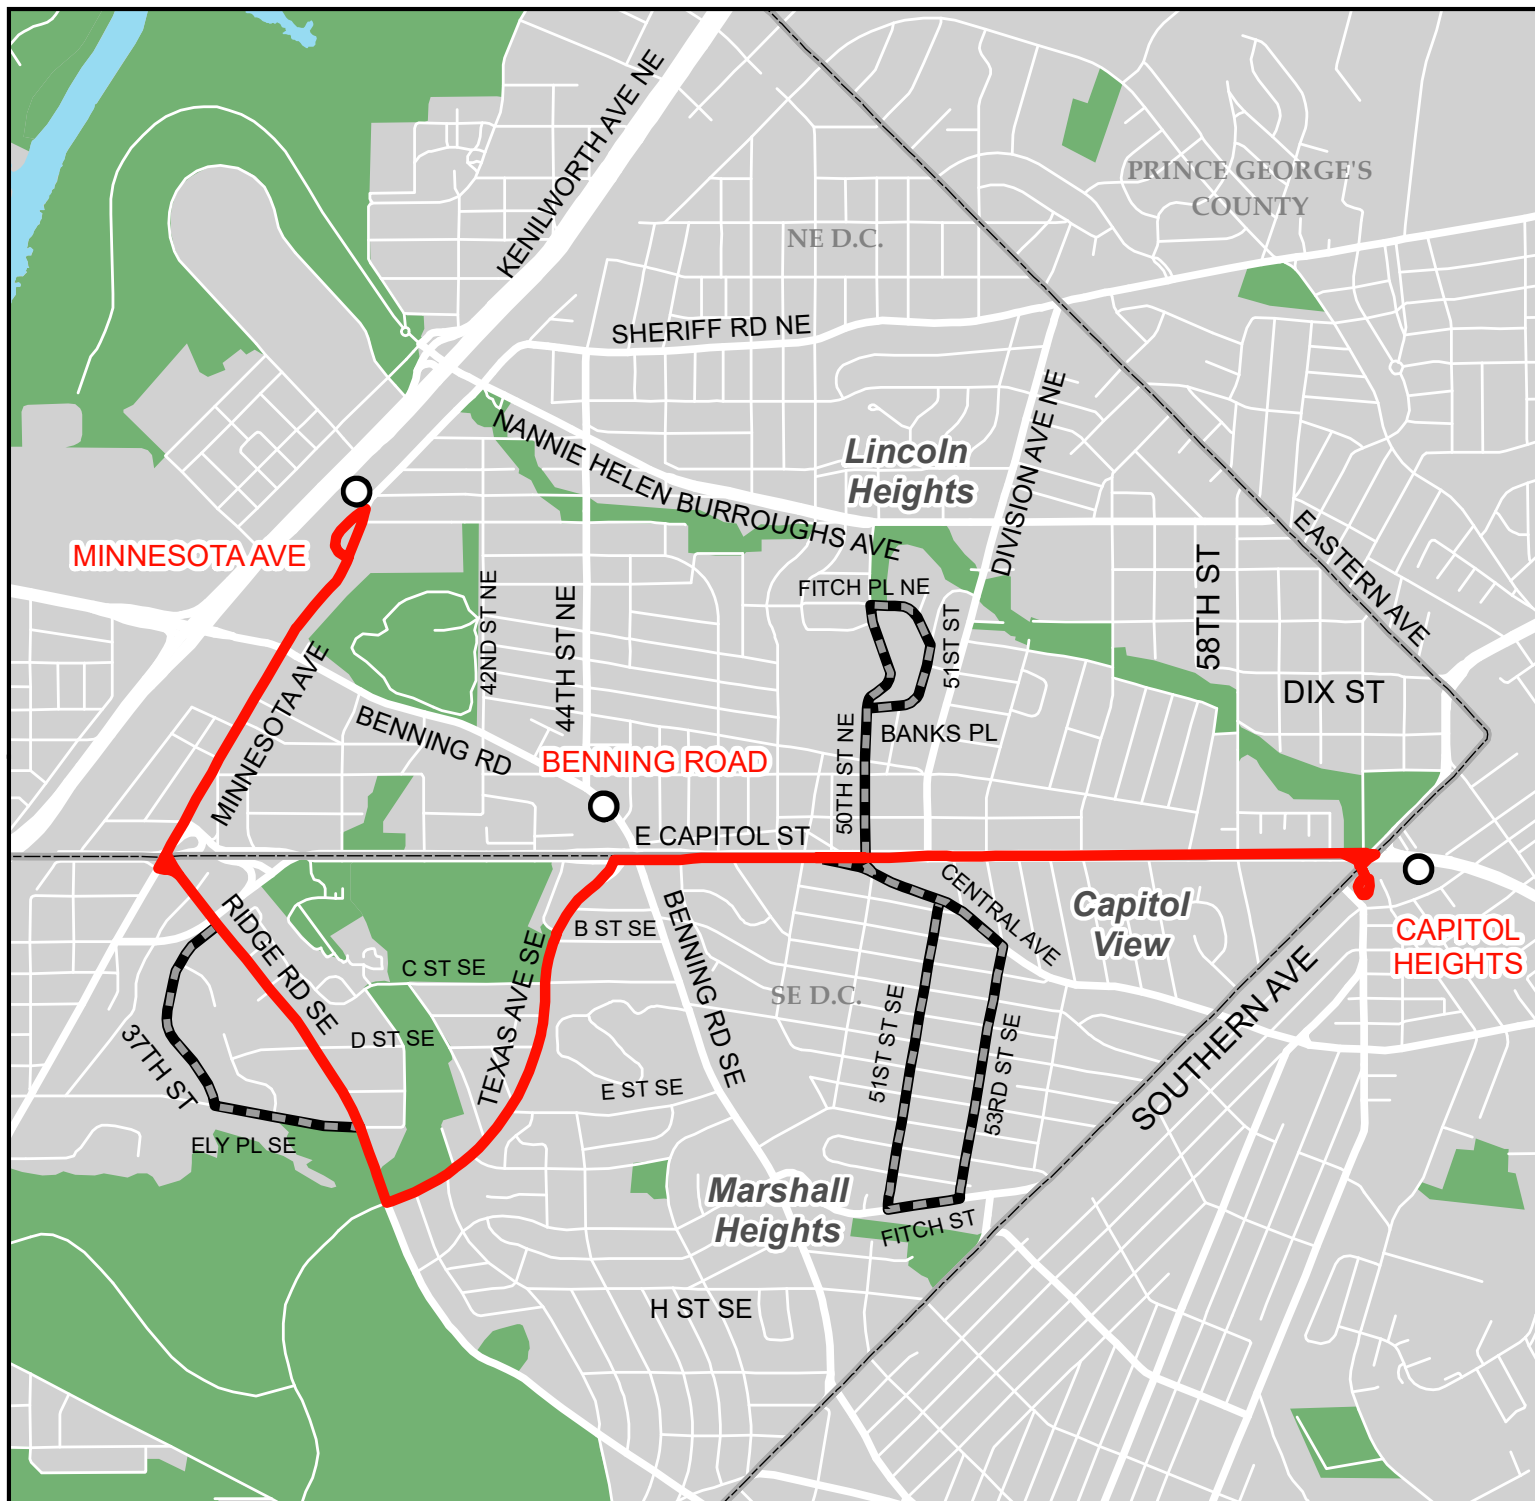 KENILWORTH AVE NE
PRINCE GEORGE'S
COUNTY
NE D.C.
SHERIFF RD NE
NANNIE HELEN BURROUGHS AVE
Lincoln
Heights
DIVISION AVE NE
EASTERN AVE
MINNESOTA AVE
42ND ST NE
44TH ST NE
FITCH PL NE
51ST ST
58TH ST
DIX ST
MINNESOTA AVE
BENNING RD
BENNING ROAD
BANKS PL
50TH ST NE
E CAPITOL ST
CENTRAL AVE
Capitol
View
CAPITOL
HEIGHTS
RIDGE RD SE
B ST SE
BENNING RD SE
C ST SE
TEXAS AVE SE
SE D.C.
51ST ST SE
53RD ST SE
SOUTHERN AVE
37TH ST
D ST SE
E ST SE
ELY PL SE
Marshall
Heights
FITCH ST
H ST SE